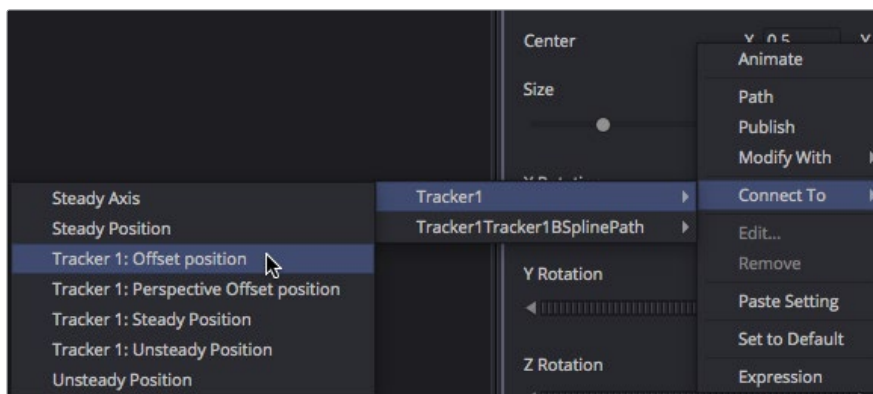 Center
X 0.5
Y
Animate
Size
Path
Publish
Modify With
Tracker1
Connect To
Tracker1Tracker1BSplinePath
Edit...
Remove
Steady Axis
Steady Position
Tracker 1: Offset position
Tracker 1: Perspective Offset position
Tracker 1: Steady Position
Tracker 1: Unsteady Position
Unsteady Position
Y Rotation
Paste Setting
Set to Default
Z Rotation
Expression